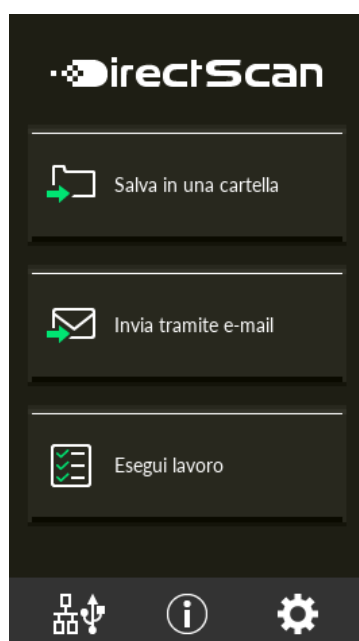 DirectScan
Salva in una cartella
Invia tramite e-mail
Esegui lavoro